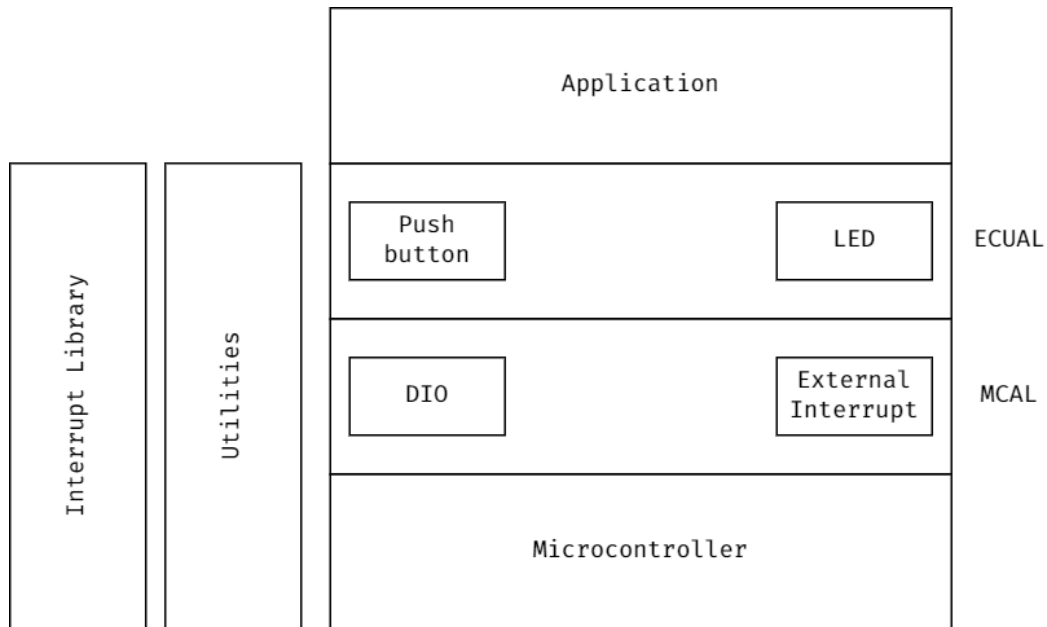 Application
Push
button
LED
ECUAL
Interrupt Library
Utilities
DIO
External
Interrupt
MCAL
Microcontroller